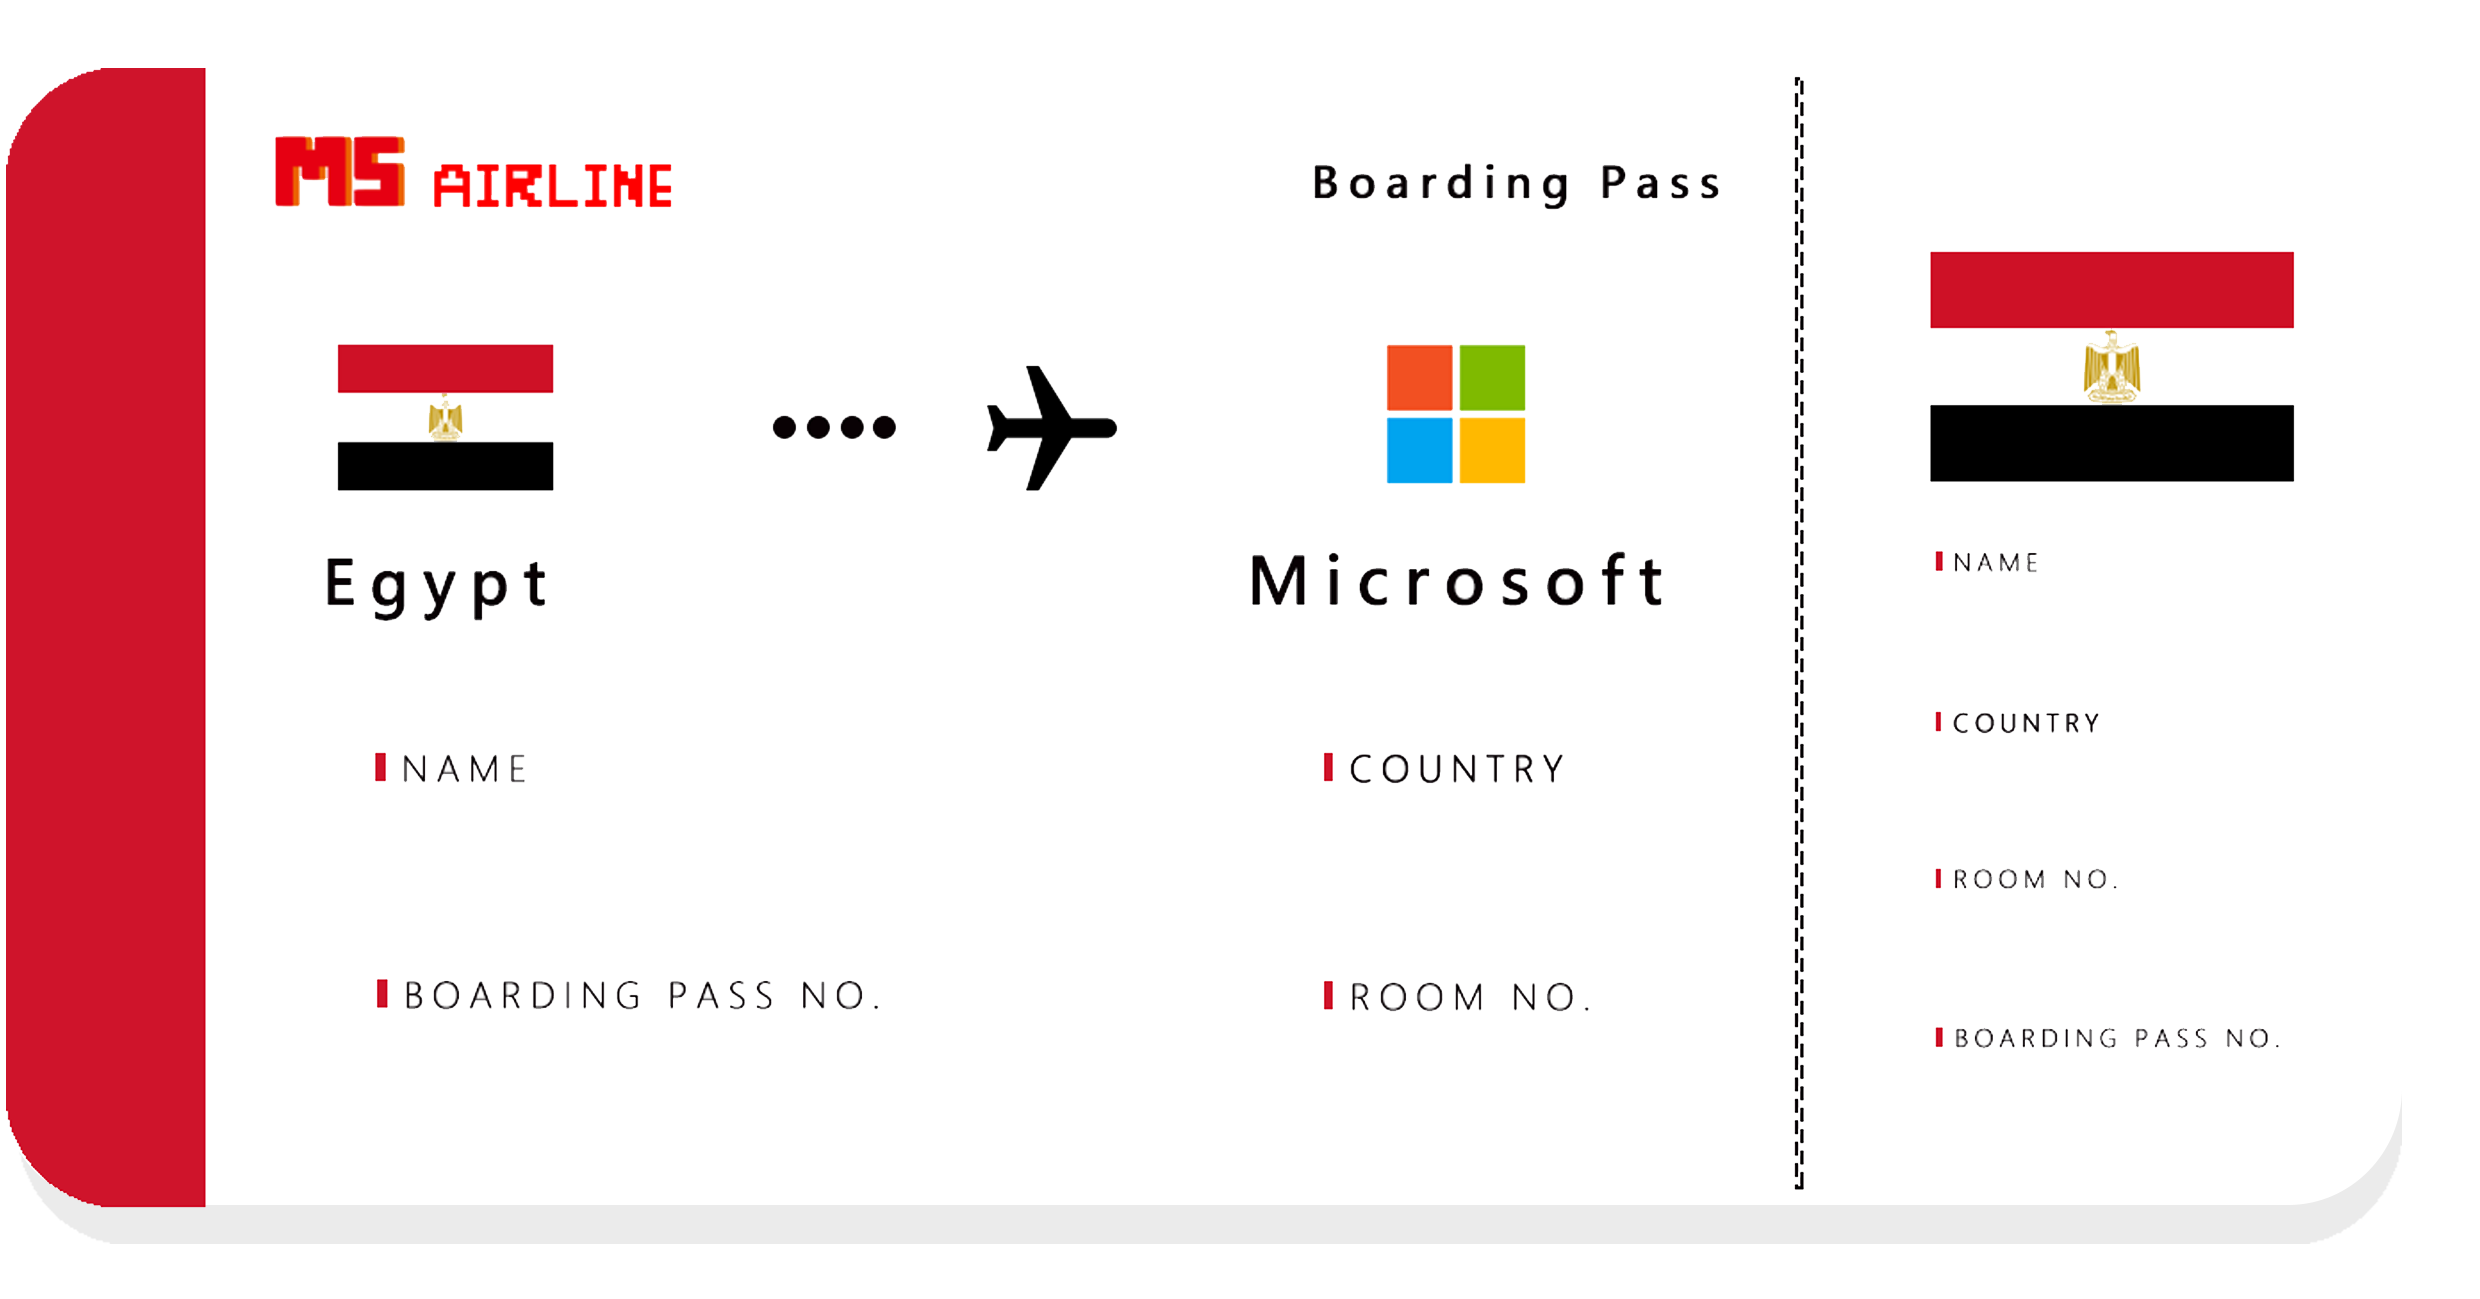 MS AIRLINE
Boarding Pass
Egypt
Microsoft
NAME
COUNTRY
BOARDING PASS NO.
ROOM NO.
NAME
COUNTRY
ROOM NO.
BOARDING PASS NO.